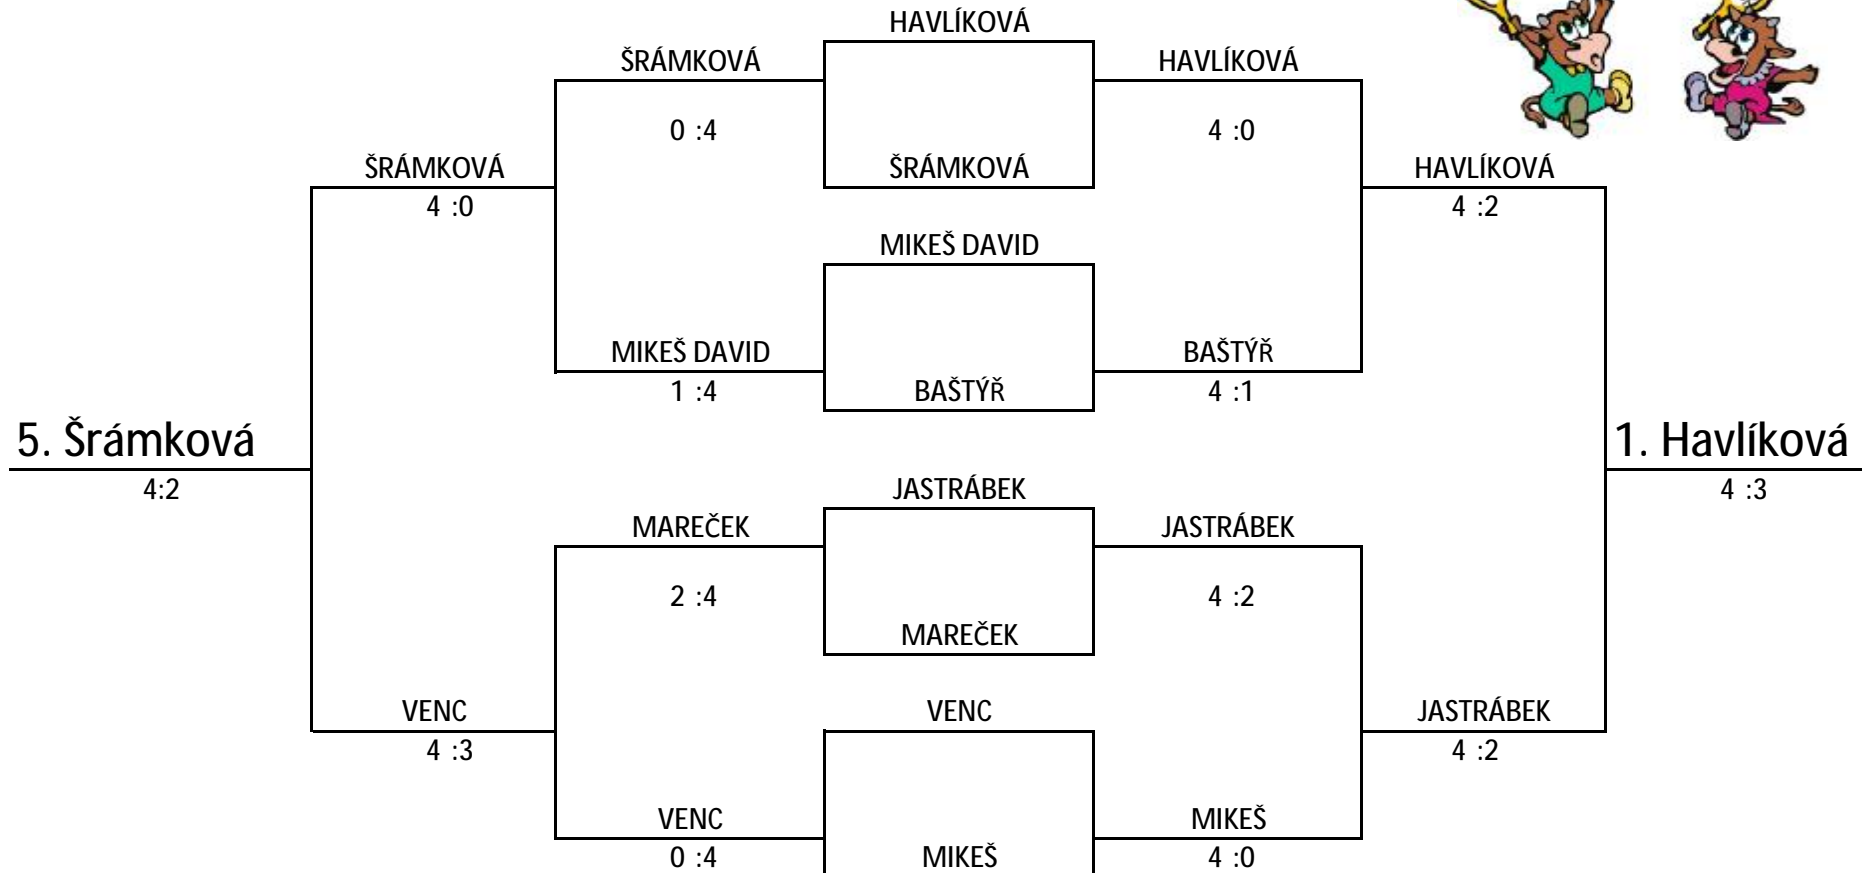 HAVLÍKOVÁ
ŠRÁMKOVÁ HAVLÍKOVÁ
0 :4 4 :0
ŠRÁMKOVÁ ŠRÁMKOVÁ HAVLÍKOVÁ
4 :0 4 :2
MIKEŠ DAVID
MIKEŠ DAVID BAŠTÝŘ
1 :4 BAŠTÝŘ 4 :1
5. Šrámková 1. Havlíková
4:2 4 :3
JASTRÁBEK
MAREČEK JASTRÁBEK
2 :4 4 :2
MAREČEK
VENC VENC JASTRÁBEK
4 :3 4 :2
VENC MIKEŠ
0 :4 MIKEŠ 4 :0